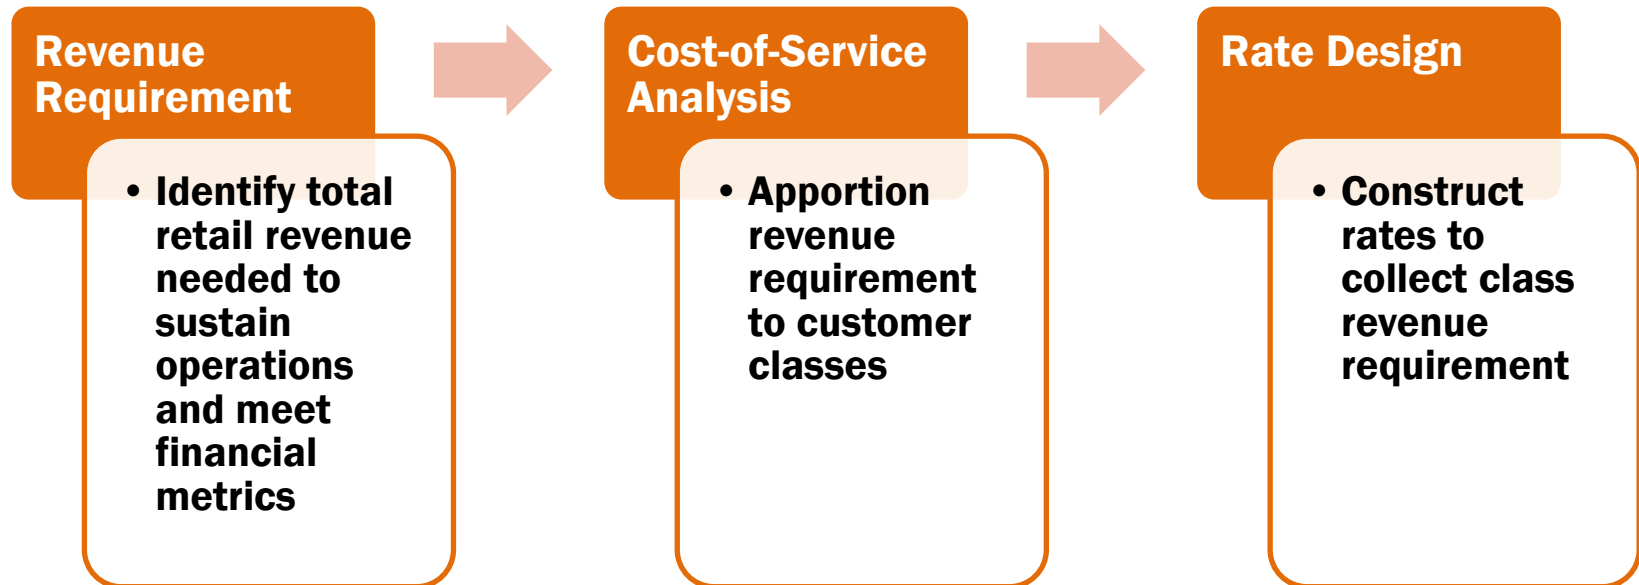 Revenue
Requirement
• Identify total
retail revenue
needed to
sustain
operations
and meet
financial
metrics
Cost-of-Service
Analysis
• Apportion
revenue
requirement
to customer
classes
Rate Design
• Construct
rates to
collect class
revenue
requirement